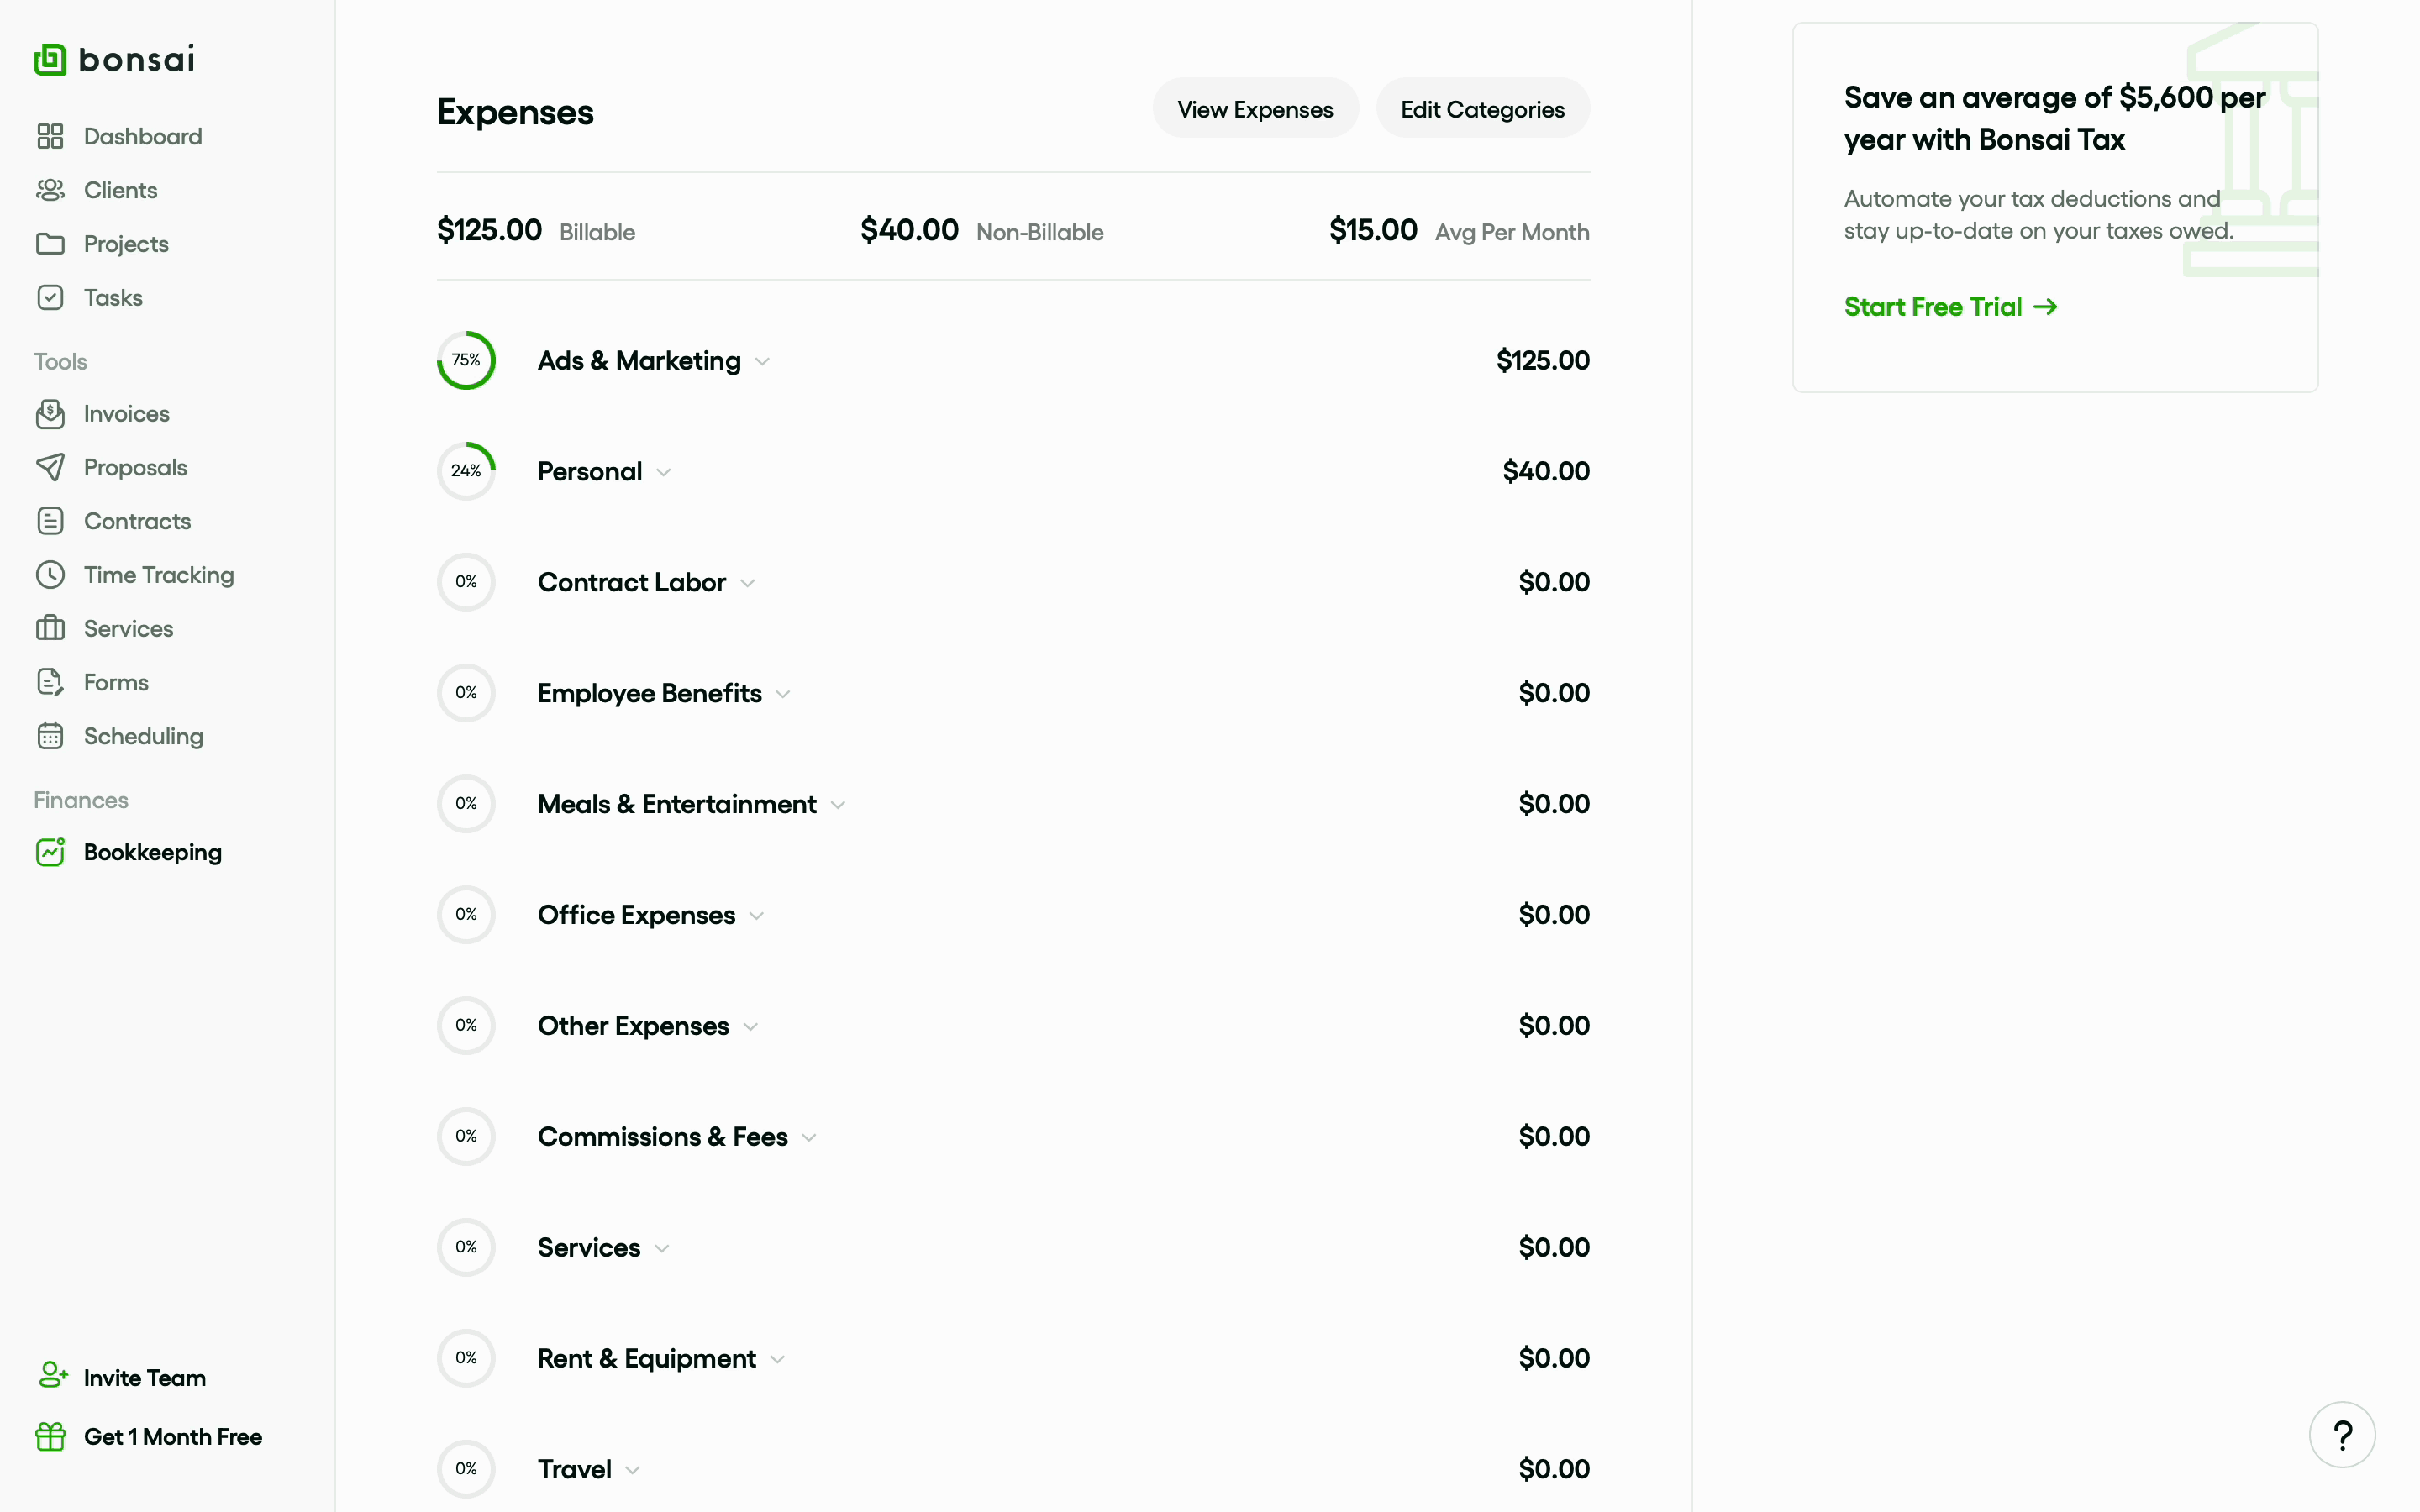 bonsai
Dashboard
Clients
Projects
Tasks
Tools
Invoices
Proposals
Contracts
Time Tracking
Services
Forms
Scheduling
Finances
Bookkeeping
Invite Team
Get 1 Month Free
Expenses
View Expenses
Edit Categories
$125.00 Billable
$40.00 Non-Billable
$15.00 Avg Per Month
75% Ads & Marketing $125.00
24% Personal $40.00
0% Contract Labor $0.00
0% Employee Benefits $0.00
0% Meals & Entertainment $0.00
0% Office Expenses $0.00
0% Other Expenses $0.00
0% Commissions & Fees $0.00
0% Services $0.00
0% Rent & Equipment $0.00
0% Travel $0.00
Save an average of $5,600 per
year with Bonsai Tax
Automate your tax deductions and
stay up-to-date on your taxes owed.
Start Free Trial →
?